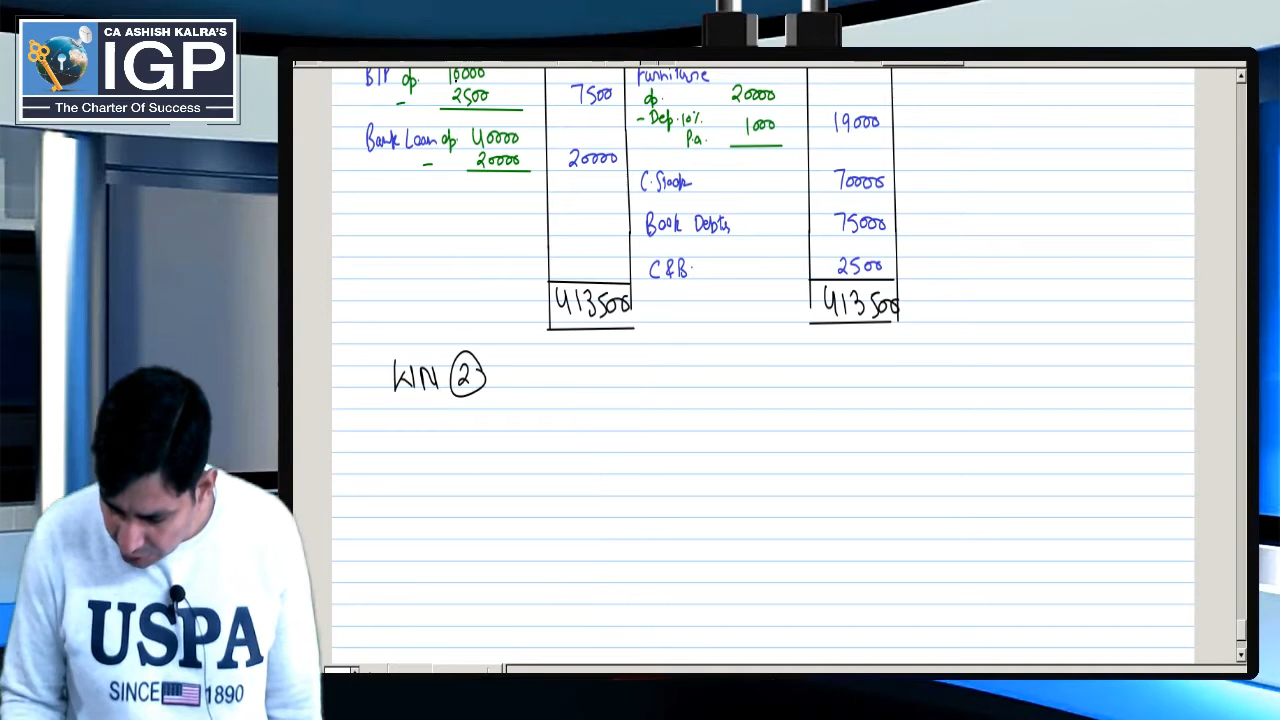 CA ASHISH KALRA'S
IGP
The Charter Of Success
B/P op. 10000
- 2500 7500
Bank Loan op. 40000
- 20000 20000
413500
Furniture
op. 20000
- Dep. 10% 1000 19000
P.a.
C. Stock 70000
Book Debts 75000
C & B. 2500
413500
WN 2
USPA
SINCE 1890